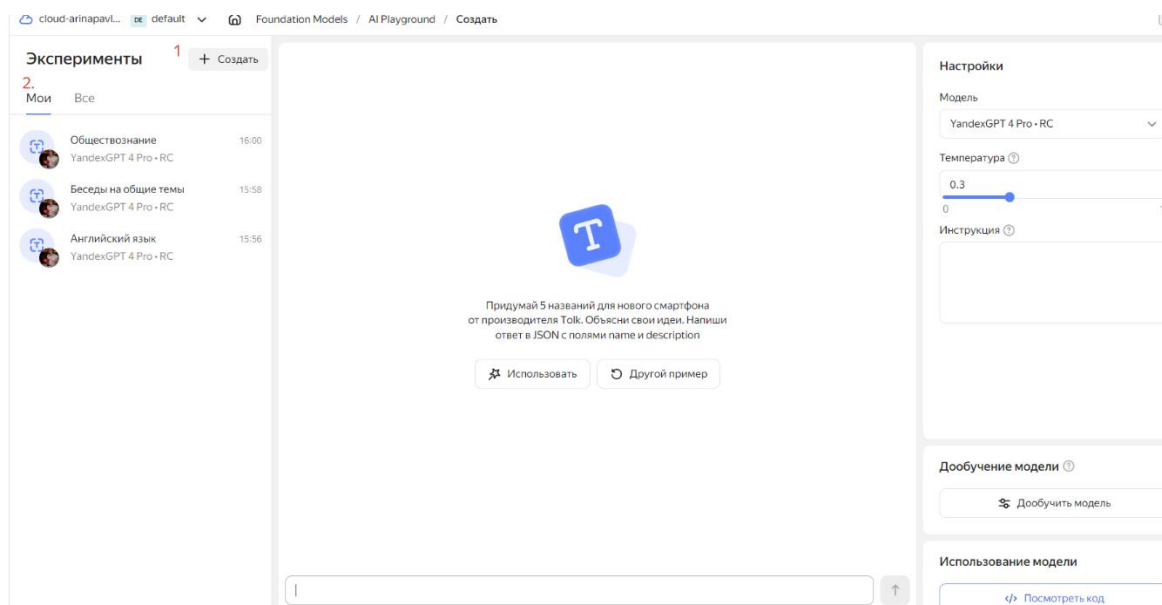 cloud-arinapavl... DE default Foundation Models / AI Playground / Создать
Эксперименты 1 + Создать
2.
Мои Все
Обществознание 16:00
YandexGPT 4 Pro • RC
Беседы на общие темы 15:58
YandexGPT 4 Pro • RC
Английский язык 15:56
YandexGPT 4 Pro • RC
T
Придумай 5 названий для нового смартфона
от производителя Tolk. Объясни свои идеи. Напиши
ответ в JSON с полями name и description
Использовать Другой пример
Настройки
Модель
YandexGPT 4 Pro • RC
Температура
0.3
0
Инструкция
Дообучение модели
Дообучить модель
Использование модели
</> Посмотреть код